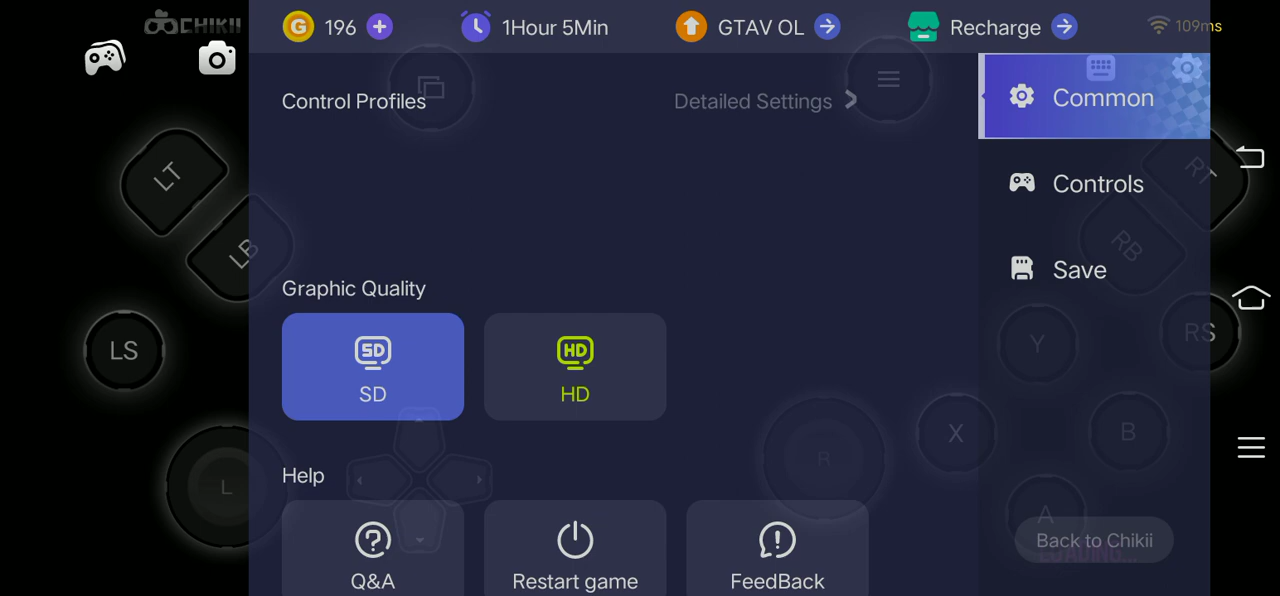 CHIKII
G 196 + 1Hour 5Min GTAV OL Recharge 109ms
Control Profiles Detailed Settings
Common
Controls
Save
LT
LB
LS
L
RT
RB
RS
Y
X
B
A
R
Graphic Quality
SD HD
SD HD
Help
Q&A Restart game FeedBack
Back to Chikii